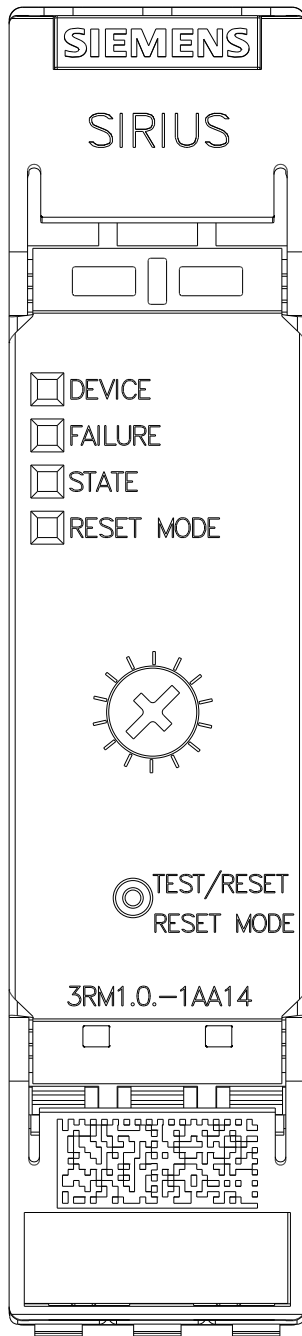 SIEMENS
SIRIUS
DEVICE
FAILURE
STATE
RESET MODE
TEST/RESET
RESET MODE
3RM1.0.-1AA14